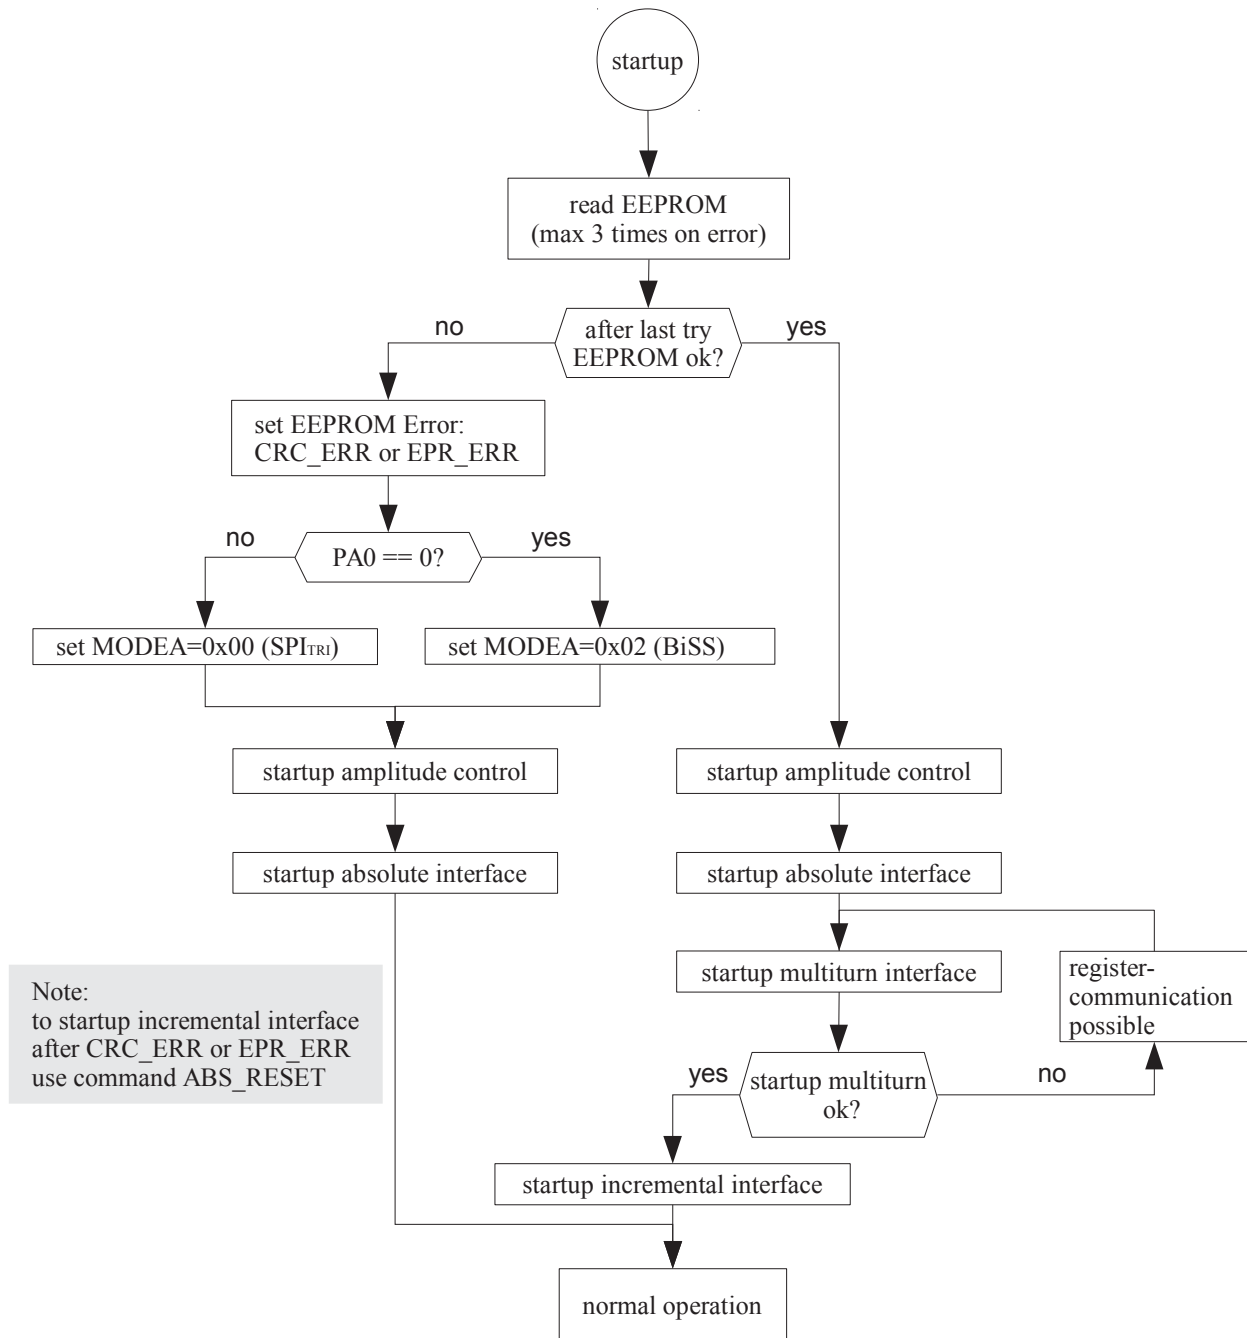 startup
read EEPROM
(max 3 times on error)
no
after last try
EEPROM ok?
yes
set EEPROM Error:
CRC_ERR or EPR_ERR
no
PA0 == 0?
yes
set MODEA=0x00 (SPITRI)
set MODEA=0x02 (BiSS)
startup amplitude control
startup amplitude control
startup absolute interface
startup absolute interface
startup multiturn interface
register-
communication
possible
Note:
to startup incremental interface
after CRC_ERR or EPR_ERR
use command ABS_RESET
yes
startup multiturn
ok?
no
startup incremental interface
normal operation